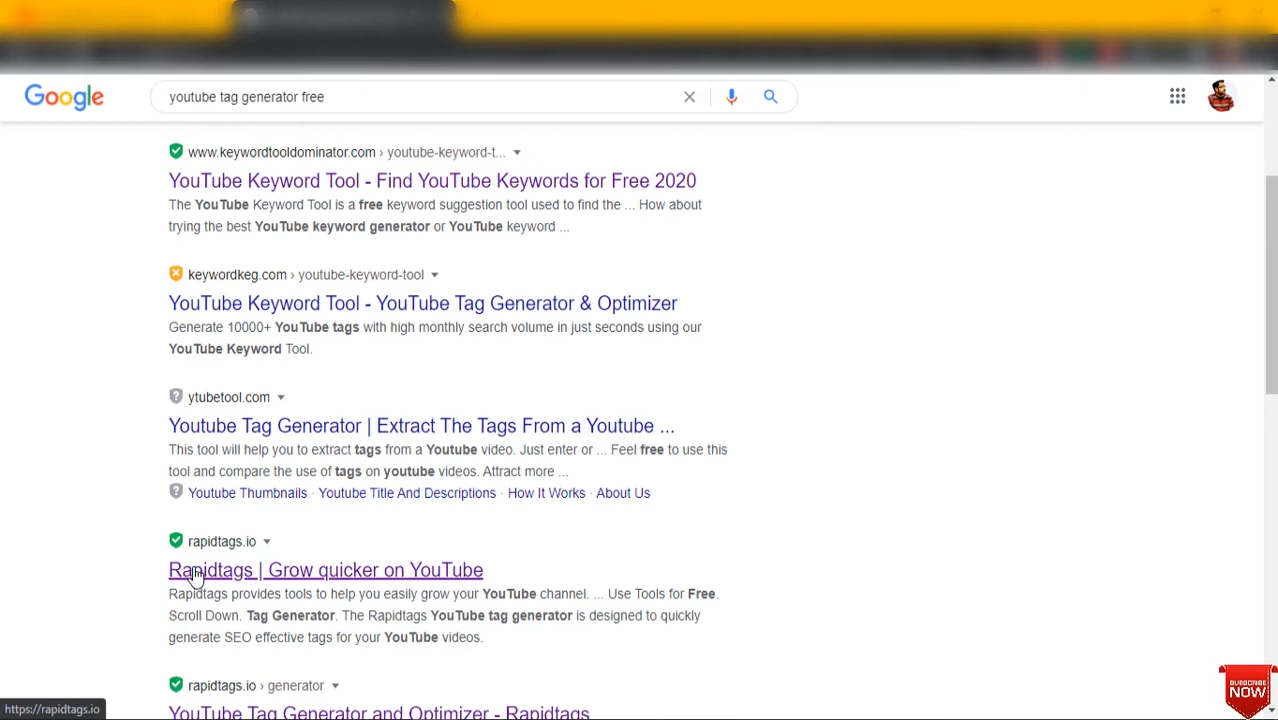 Google
youtube tag generator free
www.keywordtooldominator.com › youtube-keyword-t...
YouTube Keyword Tool - Find YouTube Keywords for Free 2020
The YouTube Keyword Tool is a free keyword suggestion tool used to find the ... How about
trying the best YouTube keyword generator or YouTube keyword ...
keywordkeg.com › youtube-keyword-tool
YouTube Keyword Tool - YouTube Tag Generator & Optimizer
Generate 10000+ YouTube tags with high monthly search volume in just seconds using our
YouTube Keyword Tool.
ytubetool.com
Youtube Tag Generator | Extract The Tags From a Youtube ...
This tool will help you to extract tags from a Youtube video. Just enter or ... Feel free to use this
tool and compare the use of tags on youtube videos. Attract more ...
Youtube Thumbnails · Youtube Title And Descriptions · How It Works · About Us
rapidtags.io
Rapidtags | Grow quicker on YouTube
Rapidtags provides tools to help you easily grow your YouTube channel. ... Use Tools for Free.
Scroll Down. Tag Generator. The Rapidtags YouTube tag generator is designed to quickly
generate SEO effective tags for your YouTube videos.
rapidtags.io › generator
YouTube Tag Generator and Optimizer - Rapidtags
https://rapidtags.io
SUBSCRIBE
NOW